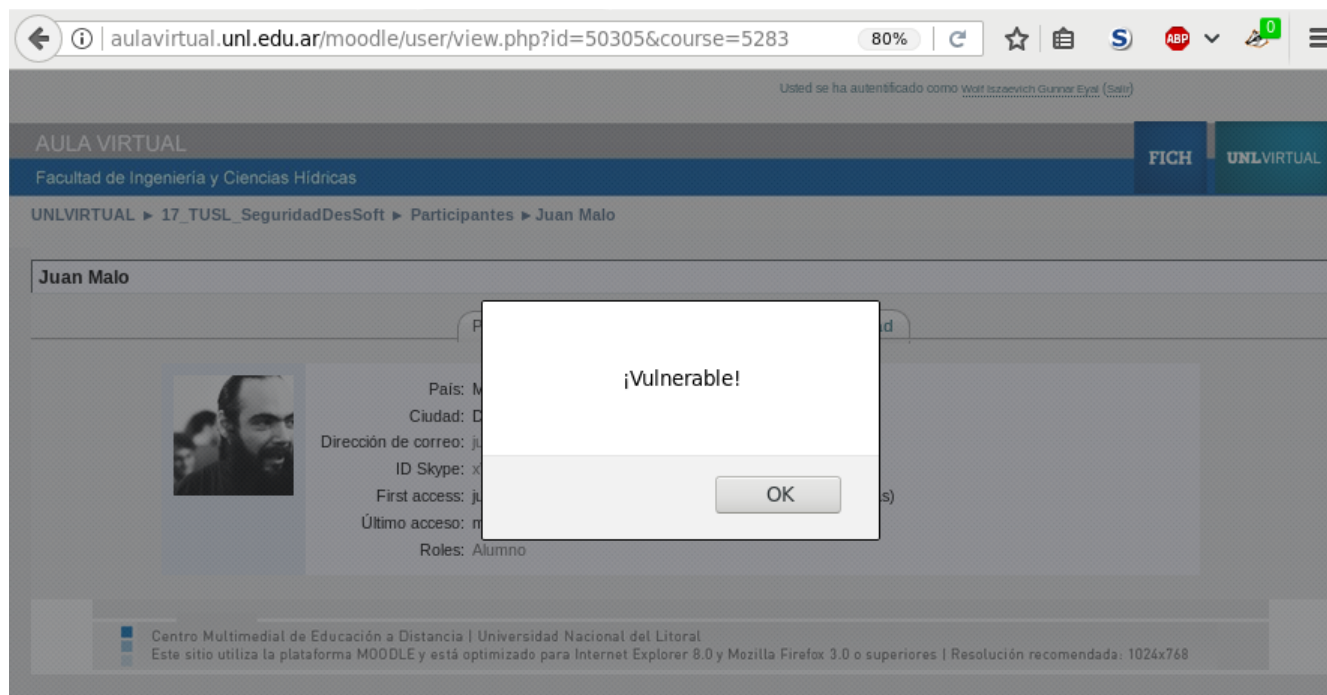 aulavirtual.unl.edu.ar/moodle/user/view.php?id=50305&course=5283 80% S ABP 0
Usted se ha autentificado como Wolf Iszaevich Gunnar Eyal (Salir)
AULA VIRTUAL
FICH UNLVIRTUAL
Facultad de Ingeniería y Ciencias Hídricas
UNLVIRTUAL ► 17_TUSL_SeguridadDesSoft ► Participantes ► Juan Malo
Juan Malo
P
d
¡Vulnerable!
País: M
Ciudad: D
Dirección de correo: ju
ID Skype: x
OK
First access: ju s)
Último acceso: m
Roles: Alumno
Centro Multimedial de Educación a Distancia | Universidad Nacional del Litoral
Este sitio utiliza la plataforma MOODLE y está optimizado para Internet Explorer 8.0 y Mozilla Firefox 3.0 o superiores | Resolución recomendada: 1024x768